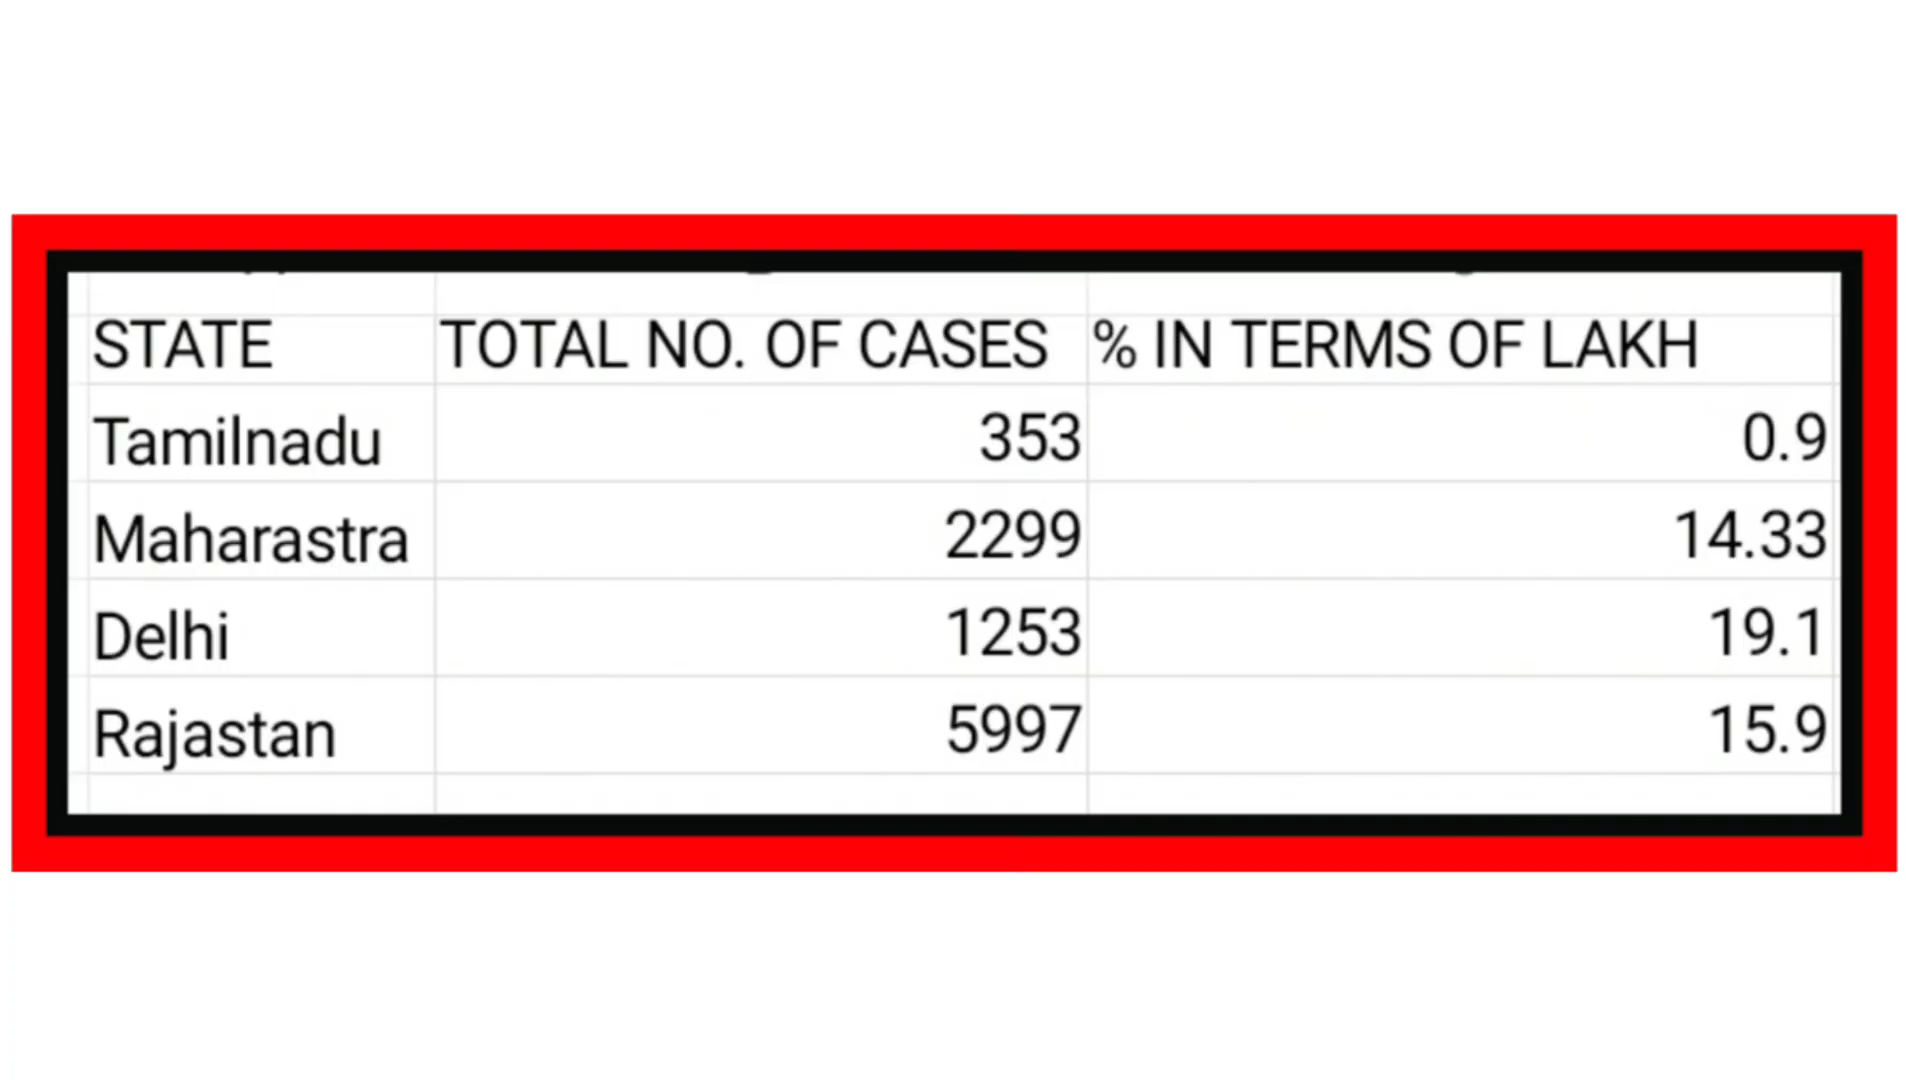 STATE TOTAL NO. OF CASES % IN TERMS OF LAKH
Tamilnadu 353 0.9
Maharastra 2299 14.33
Delhi 1253 19.1
Rajastan 5997 15.9